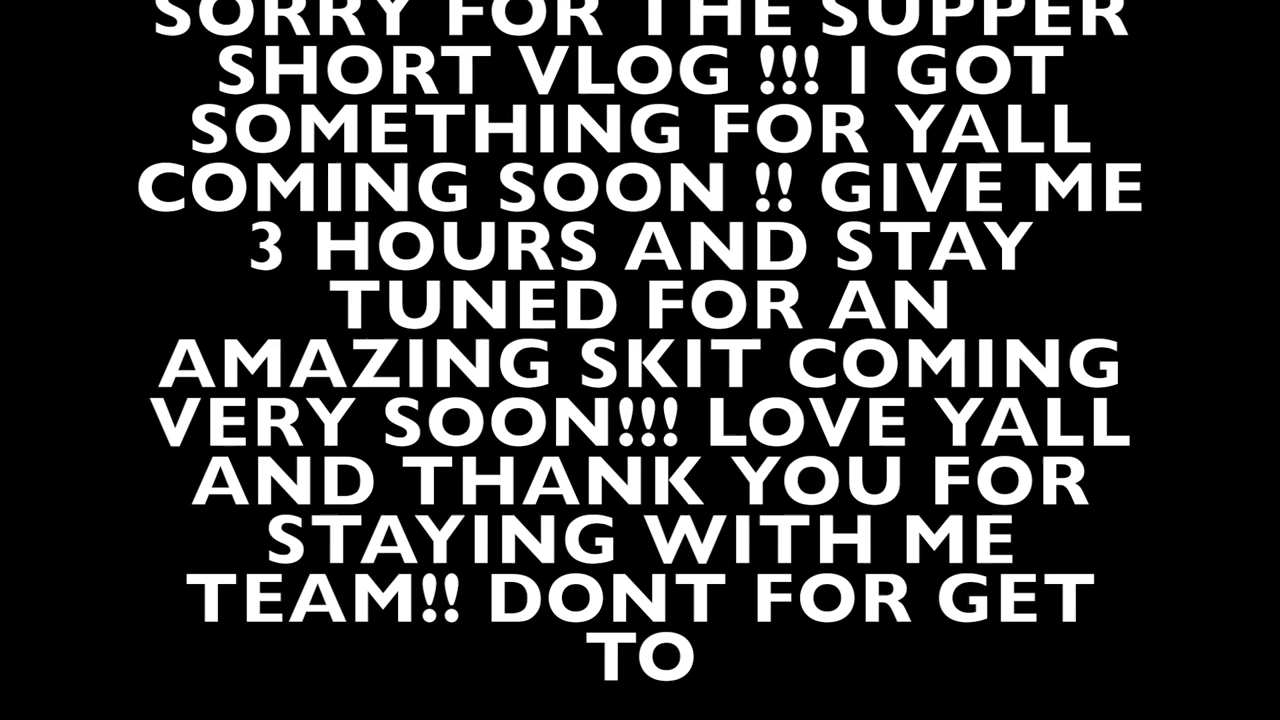 SORRY FOR THE SUPPER
SHORT VLOG !!! I GOT
SOMETHING FOR YALL
COMING SOON !! GIVE ME
3 HOURS AND STAY
TUNED FOR AN
AMAZING SKIT COMING
VERY SOON!!! LOVE YALL
AND THANK YOU FOR
STAYING WITH ME
TEAM!! DONT FOR GET
TO